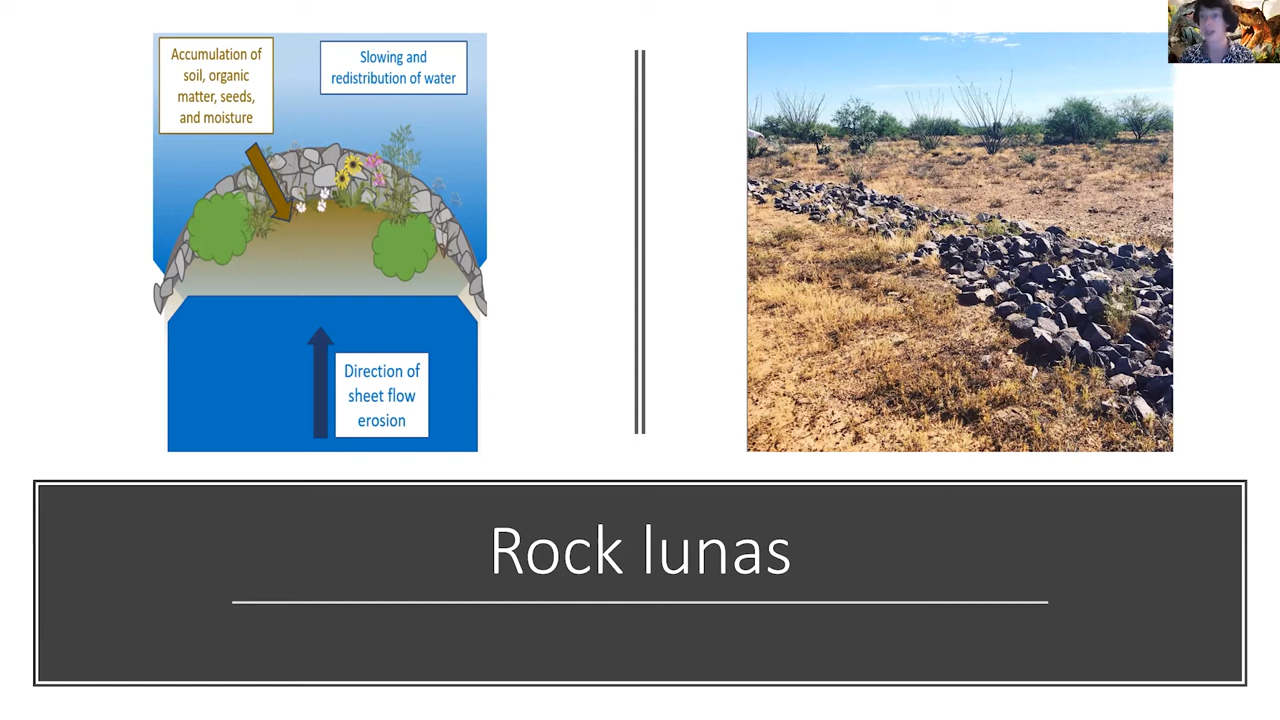 Accumulation of
soil, organic
matter, seeds,
and moisture
Slowing and
redistribution of water
Direction of
sheet flow
erosion
Rock lunas